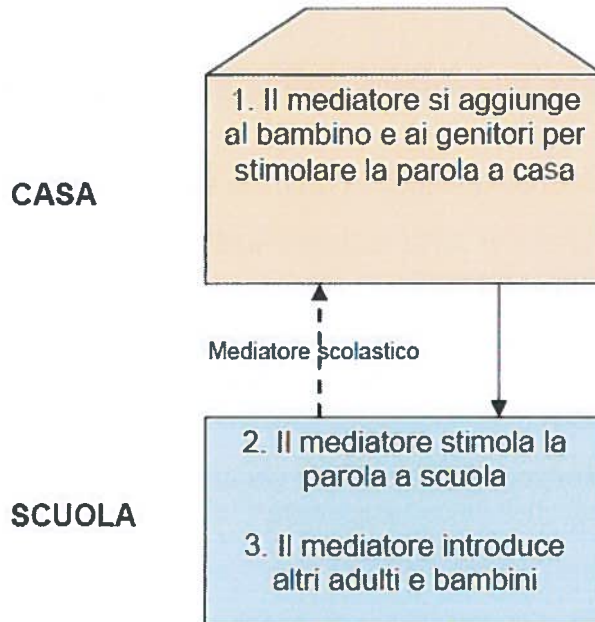 1. Il mediatore si aggiunge
al bambino e ai genitori per
stimolare la parola a casa
CASA
Mediatore scolastico
2. Il mediatore stimola la
parola a scuola
SCUOLA
3. Il mediatore introduce
altri adulti e bambini